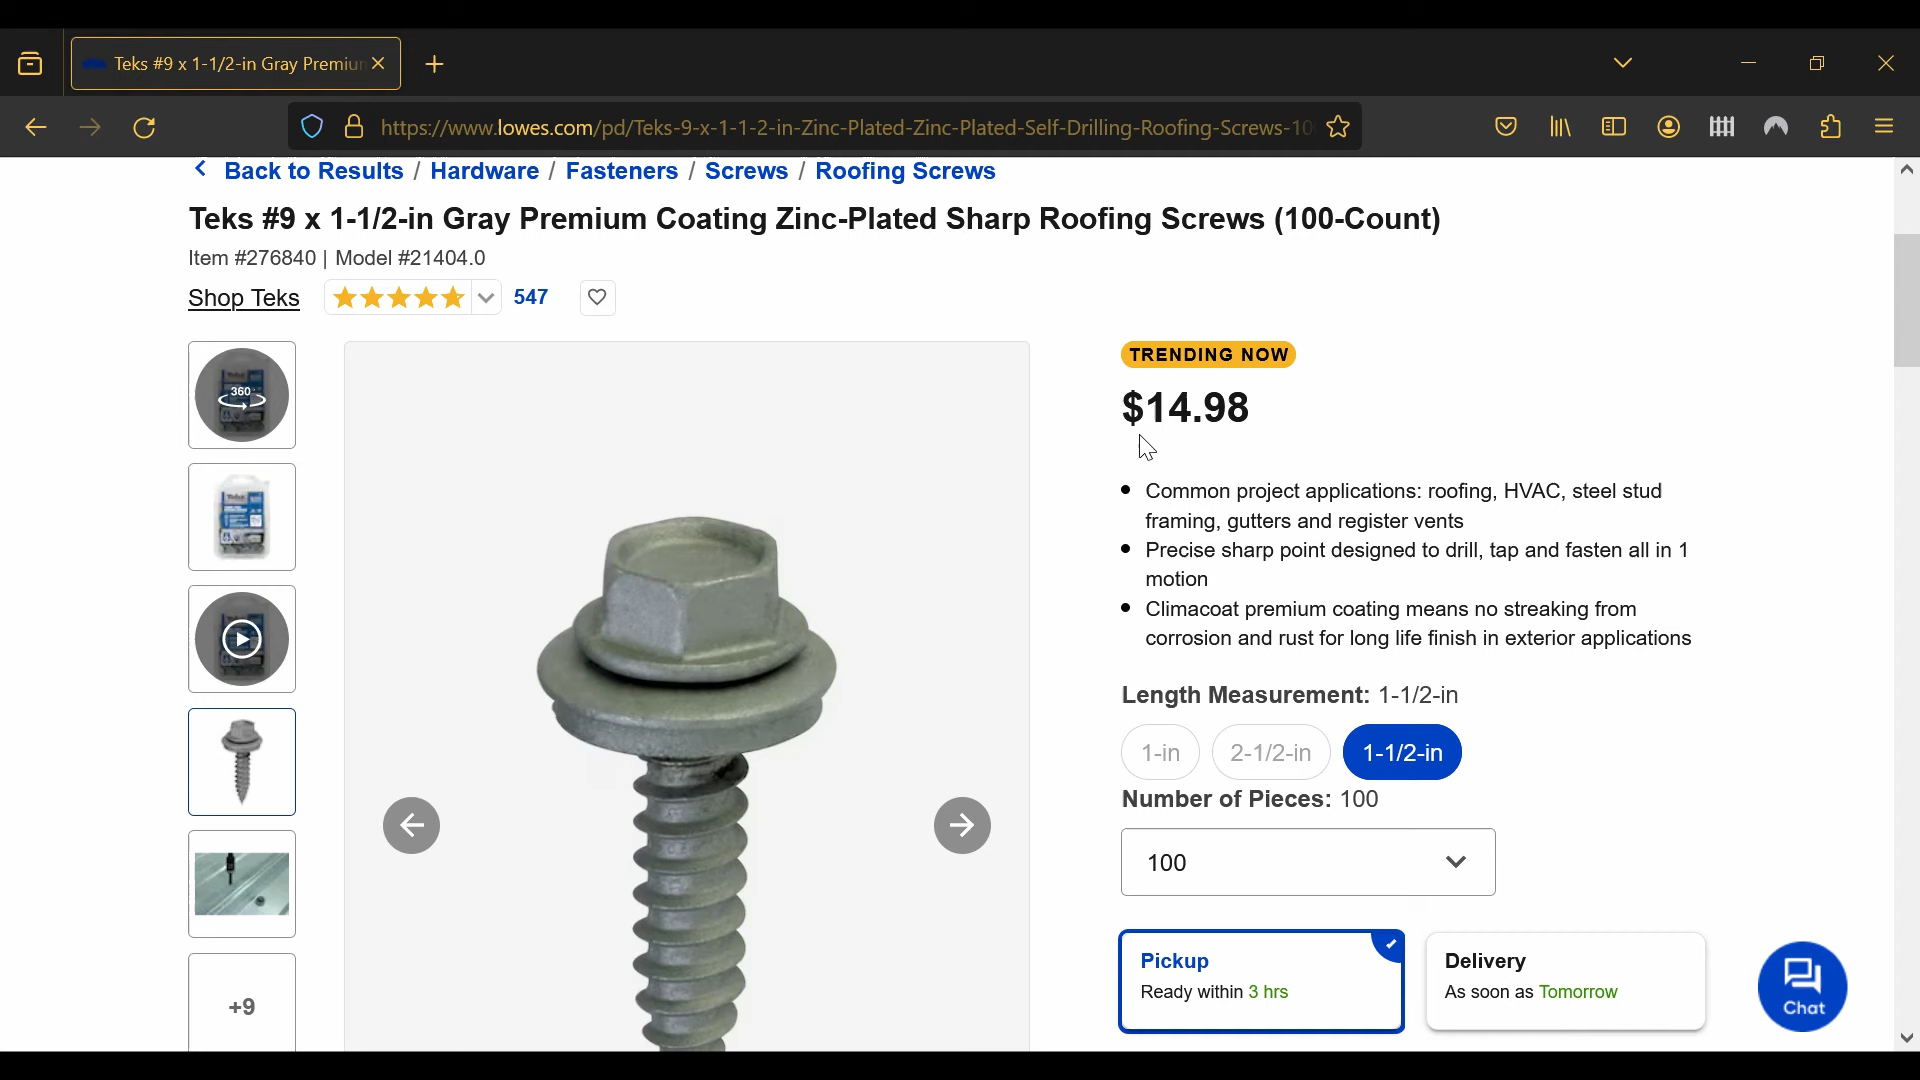 Teks #9 x 1-1/2-in Gray Premium
https://www.lowes.com/pd/Teks-9-x-1-1-2-in-Zinc-Plated-Zinc-Plated-Self-Drilling-Roofing-Screws-10
Back to Results / Hardware / Fasteners / Screws / Roofing Screws
Teks #9 x 1-1/2-in Gray Premium Coating Zinc-Plated Sharp Roofing Screws (100-Count)
Item #276840 | Model #21404.0
Shop Teks 547
360°
TRENDING NOW
$14.98
Common project applications: roofing, HVAC, steel stud
framing, gutters and register vents
Precise sharp point designed to drill, tap and fasten all in 1
motion
Climacoat premium coating means no streaking from
corrosion and rust for long life finish in exterior applications
Length Measurement: 1-1/2-in
1-in 2-1/2-in 1-1/2-in
Number of Pieces: 100
100
Pickup
Ready within 3 hrs
Delivery
As soon as Tomorrow
Chat
+9